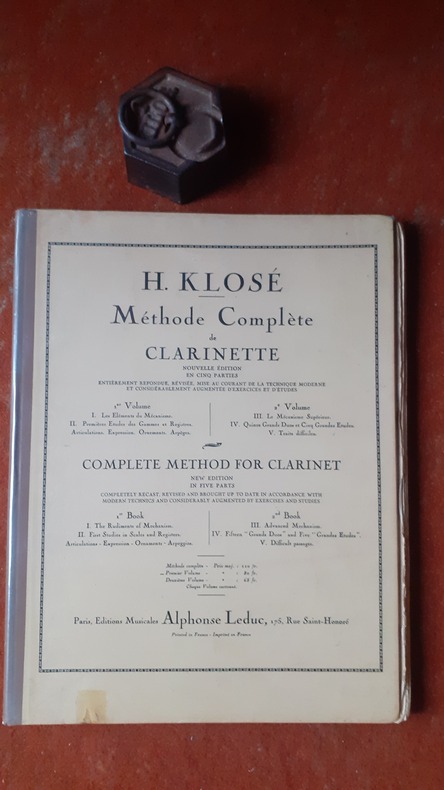 H. KLOSÉ
Méthode Complète
de
CLARINETTE
NOUVELLE ÉDITION
EN CINQ PARTIES
ENTIÈREMENT REFONDUE, REVISÉE, MISE AU COURANT DE LA TECHNIQUE MODERNE
ET CONSIDÉRABLEMENT AUGMENTÉE D'EXERCICES ET D'ÉTUDES
1er Volume
I. Les Éléments du Mécanisme.
II. Premières Études des Gammes et Registres.
Articulations. Expression. Ornements. Arpèges.
2e Volume
III. Le Mécanisme Supérieur.
IV. Quinze Grands Duos et Cinq Grandes Études.
V. Traits difficiles.
COMPLETE METHOD FOR CLARINET
NEW EDITION
IN FIVE PARTS
COMPLETELY RECAST, REVISED AND BROUGHT UP TO DATE IN ACCORDANCE WITH
MODERN TECHNICS AND CONSIDERABLY AUGMENTED BY EXERCISES AND STUDIES
1st Book
I. The Rudiments of Mechanism.
II. First Studies in Scales and Registers.
Articulations - Expression - Ornaments - Arpeggios.
2nd Book
III. Advanced Mechanism.
IV. Fifteen "Grands Duos" and Five "Grandes Études".
V. Difficult passages.
Méthode complète - Prix maj. :
Premier Volume -
Deuxième Volume -
Paris, Editions Musicales Alphonse Leduc, 175, Rue Saint-Honoré
Printed in France - Imprimé en France